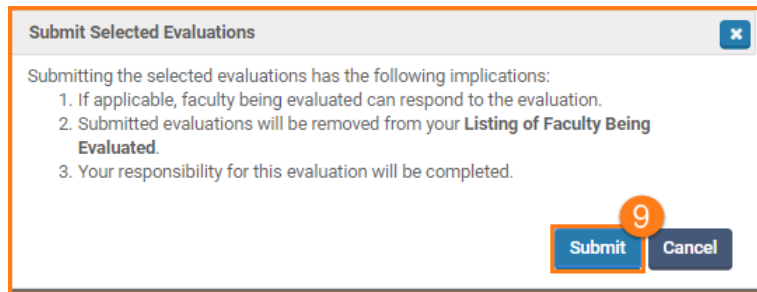 Submit Selected Evaluations
x
Submitting the selected evaluations has the following implications:
1. If applicable, faculty being evaluated can respond to the evaluation.
2. Submitted evaluations will be removed from your Listing of Faculty Being
Evaluated.
3. Your responsibility for this evaluation will be completed.
9
Submit Cancel